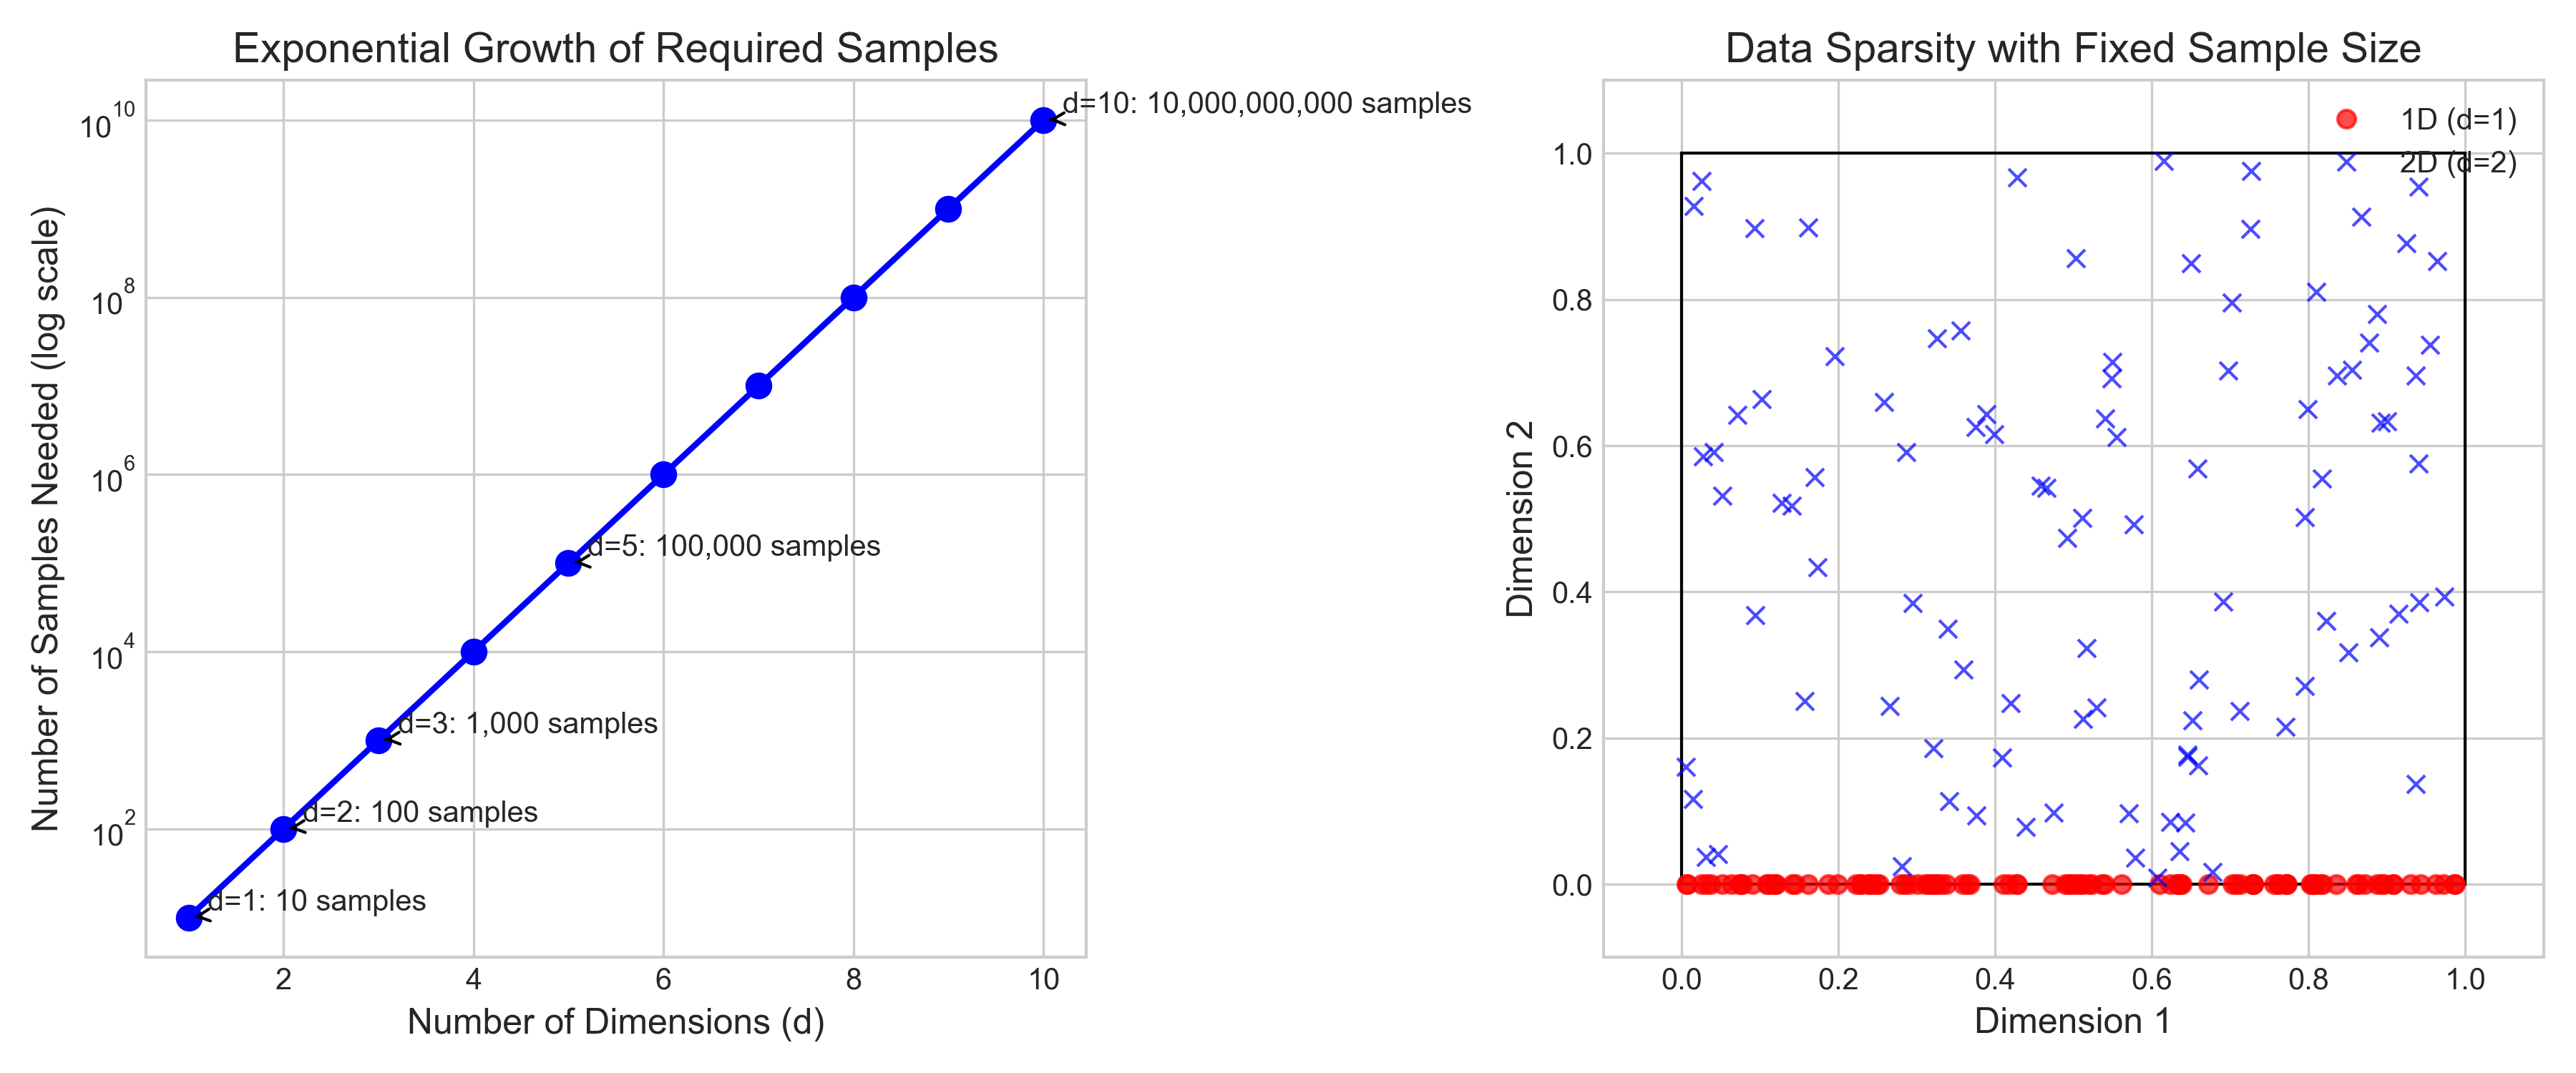 Exponential Growth of Required Samples
Number of Samples Needed (log scale)
10^10
10^8
10^6
10^4
10^2
d=10: 10,000,000,000 samples
d=5: 100,000 samples
d=3: 1,000 samples
d=2: 100 samples
d=1: 10 samples
2 4 6 8 10
Number of Dimensions (d)
Data Sparsity with Fixed Sample Size
1D (d=1)
2D (d=2)
Dimension 2
1.0
0.8
0.6
0.4
0.2
0.0
0.0 0.2 0.4 0.6 0.8 1.0
Dimension 1